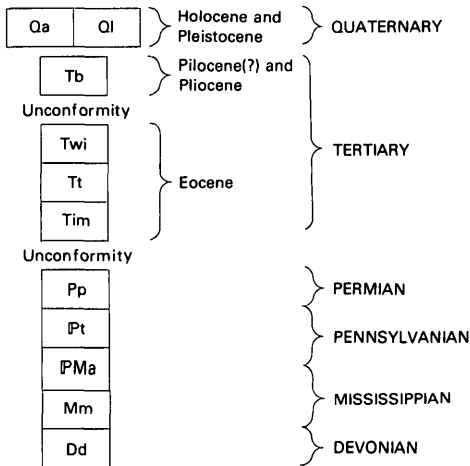 Qa Ql Holocene and Pleistocene QUATERNARY
Tb Pilocene(?) and Pliocene
Unconformity
Twi
Tt Eocene TERTIARY
Tim
Unconformity
Pp PERMIAN
ℙt PENNSYLVANIAN
ℙMa
Mm MISSISSIPPIAN
Dd DEVONIAN